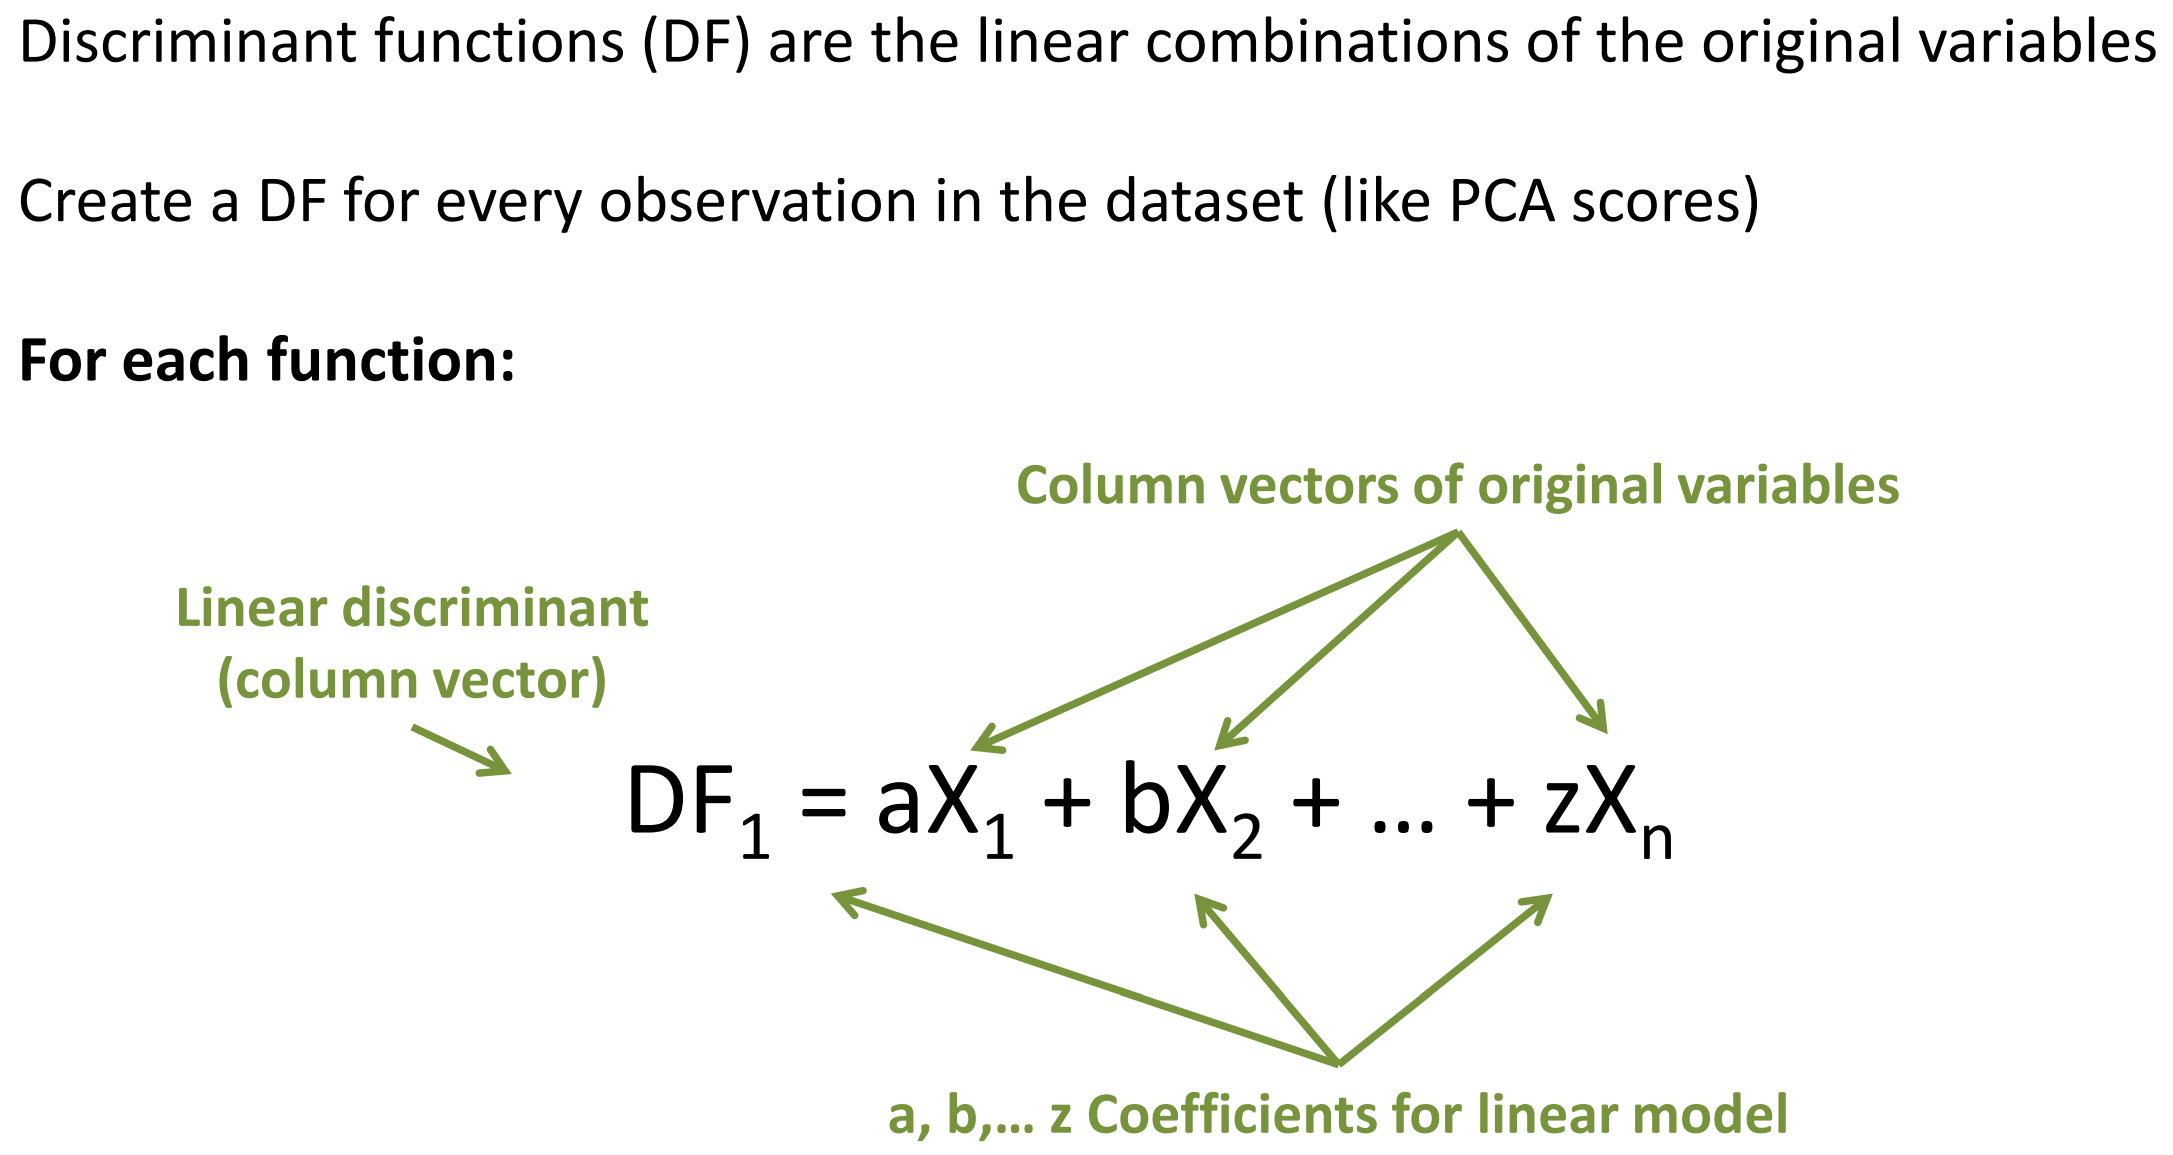 Discriminant functions (DF) are the linear combinations of the original variables
Create a DF for every observation in the dataset (like PCA scores)
For each function:
Column vectors of original variables
Linear discriminant
(column vector)
DF₁ = aX₁ + bX₂ + … + zXₙ
a, b,… z Coefficients for linear model